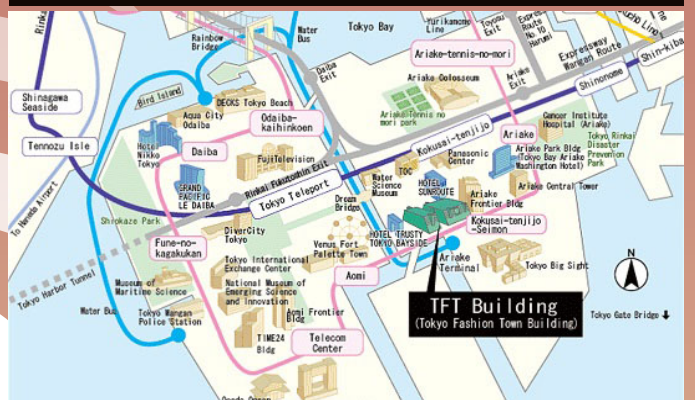 Rinka
Rainbow
Bridge
Water
Bus
Tokyo Bay
Yurikamome
Line
Toyosu
Exit
Expressway
Route
No.10
Harumi
Expressway
Wangan Route
Shin-kiba
Ariake-tennis-no-mori
Daiba
Exit
Ariake Colosseum
Ariake
Exit
Shinonome
Shinagawa
Seaside
Bird Island
DECKS Tokyo Beach
Aqua City
Odaiba
Odaiba-
kaihinkoen
Ariake Tennis no
mori park
Kokusai-tenjijo
Ariake
Cancer Institute
Hospital (Ariake)
Tennozu Isle
Hotel
Nikko
Tokyo
Daiba
FujiTelevision
Rinkai Fukutoshin Exit
Tokyo Teleport
TOC
Panasonic
Center
Ariake Park Bldg
(Tokyo Bay Ariake
Washington Hotel)
Tokyo Rinkai
Disaster
Prevention
Park
GRAND
PACIFIC
LE DAIBA
Water
Science
Museum
HOTEL
SUNROUTE
Ariake
Frontier Bldg
Ariake Central Tower
To Haneda Airport
Shiokaze Park
Dream
Bridge
DiverCity
Tokyo
HOTEL TRUSTY
TOKYO BAYSIDE
Kokusai-tenjijo
-Seimon
Fune-no-
kagakukan
Venus Fort
Palette Town
Tokyo International
Exchange Center
Aomi
Ariake
Terminal
Tokyo Big Sight
N
Tokyo Harbor Tunnel
Museum of
Maritime Science
National Museum of
Emerging Science
and Innovation
Water Bus
Tokyo Wangan
Police Station
Aomi Frontier
Bldg
TIME24
Bldg
Telecom
Center
TFT Building
(Tokyo Fashion Town Building)
Tokyo Gate Bridge ↓